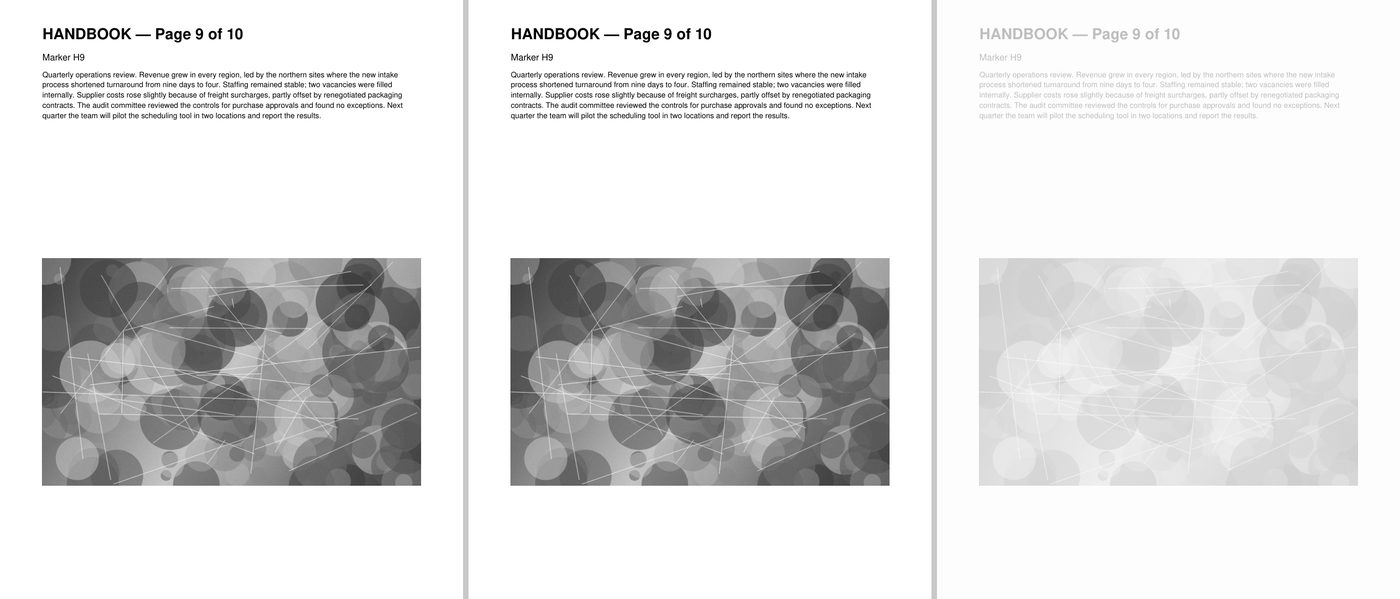 HANDBOOK — Page 9 of 10
Marker H9
Quarterly operations review. Revenue grew in every region, led by the northern sites where the new intake
process shortened turnaround from nine days to four. Staffing remained stable; two vacancies were filled
internally. Supplier costs rose slightly because of freight surcharges, partly offset by renegotiated packaging
contracts. The audit committee reviewed the controls for purchase approvals and found no exceptions. Next
quarter the team will pilot the scheduling tool in two locations and report the results.
HANDBOOK — Page 9 of 10
Marker H9
Quarterly operations review. Revenue grew in every region, led by the northern sites where the new intake
process shortened turnaround from nine days to four. Staffing remained stable; two vacancies were filled
internally. Supplier costs rose slightly because of freight surcharges, partly offset by renegotiated packaging
contracts. The audit committee reviewed the controls for purchase approvals and found no exceptions. Next
quarter the team will pilot the scheduling tool in two locations and report the results.
HANDBOOK — Page 9 of 10
Marker H9
Quarterly operations review. Revenue grew in every region, led by the northern sites where the new intake
process shortened turnaround from nine days to four. Staffing remained stable; two vacancies were filled
internally. Supplier costs rose slightly because of freight surcharges, partly offset by renegotiated packaging
contracts. The audit committee reviewed the controls for purchase approvals and found no exceptions. Next
quarter the team will pilot the scheduling tool in two locations and report the results.